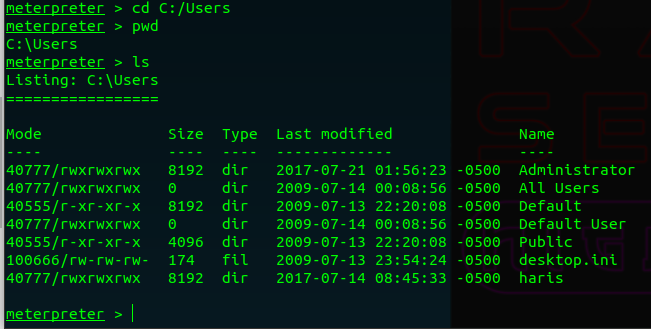 meterpreter > cd C:/Users
meterpreter > pwd
C:\Users
meterpreter > ls
Listing: C:\Users
=================
Mode Size Type Last modified Name
---- ---- ---- ------------- ----
40777/rwxrwxrwx 8192 dir 2017-07-21 01:56:23 -0500 Administrator
40777/rwxrwxrwx 0 dir 2009-07-14 00:08:56 -0500 All Users
40555/r-xr-xr-x 8192 dir 2009-07-13 22:20:08 -0500 Default
40777/rwxrwxrwx 0 dir 2009-07-14 00:08:56 -0500 Default User
40555/r-xr-xr-x 4096 dir 2009-07-13 22:20:08 -0500 Public
100666/rw-rw-rw- 174 fil 2009-07-13 23:54:24 -0500 desktop.ini
40777/rwxrwxrwx 8192 dir 2017-07-14 08:45:33 -0500 haris
meterpreter >